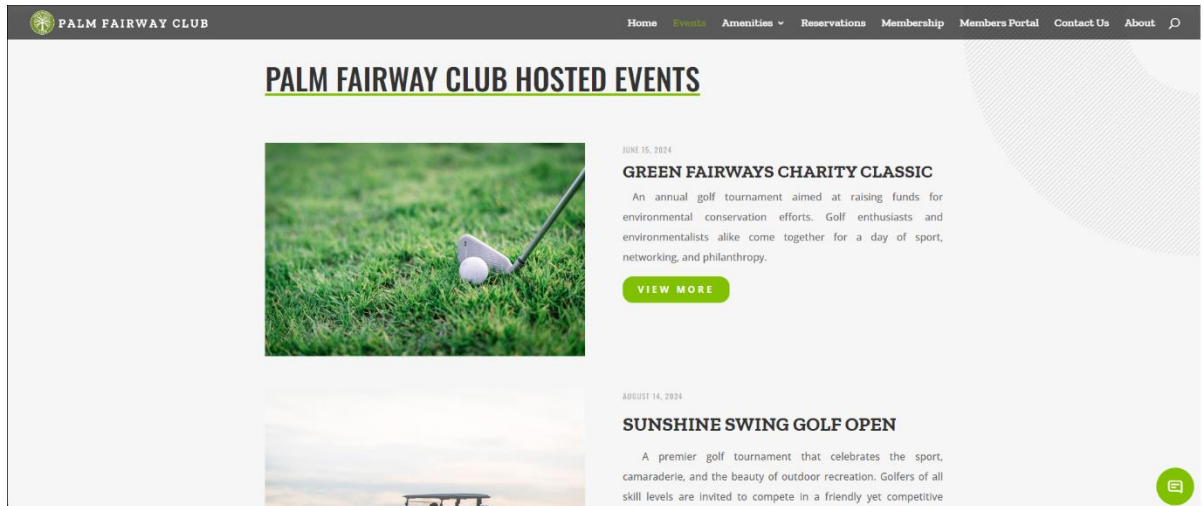 PALM FAIRWAY CLUB
Home Events Amenities Reservations Membership Members Portal Contact Us About
PALM FAIRWAY CLUB HOSTED EVENTS
JUNE 15, 2024
GREEN FAIRWAYS CHARITY CLASSIC
An annual golf tournament aimed at raising funds for
environmental conservation efforts. Golf enthusiasts and
environmentalists alike come together for a day of sport,
networking, and philanthropy.
VIEW MORE
AUGUST 14, 2024
SUNSHINE SWING GOLF OPEN
A premier golf tournament that celebrates the sport,
camaraderie, and the beauty of outdoor recreation. Golfers of all
skill levels are invited to compete in a friendly yet competitive